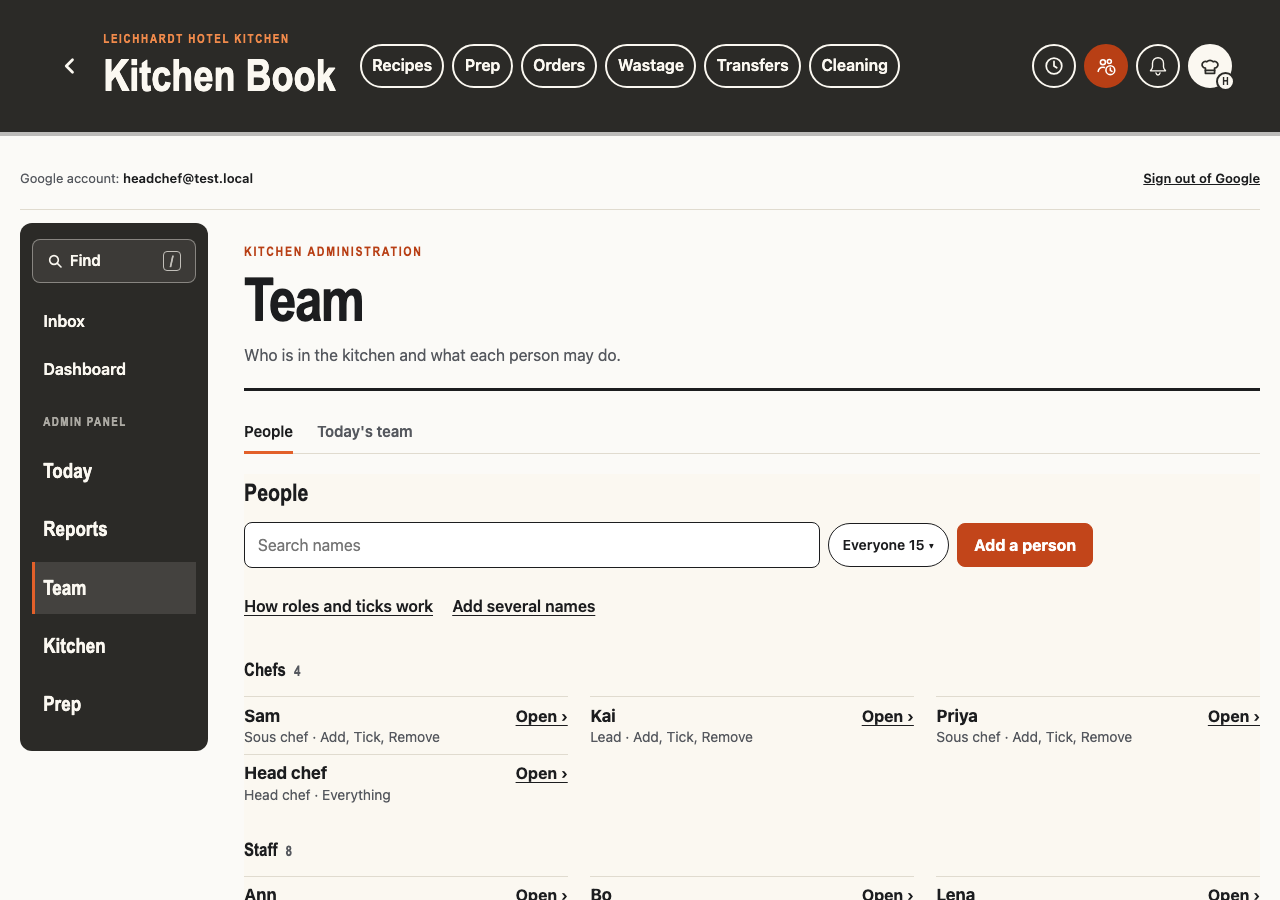 LEICHHARDT HOTEL KITCHEN
Kitchen Book
Recipes Prep Orders Wastage Transfers Cleaning
H
Google account: headchef@test.local
Sign out of Google
Find /
Inbox
Dashboard
ADMIN PANEL
Today
Reports
Team
Kitchen
Prep
KITCHEN ADMINISTRATION
Team
Who is in the kitchen and what each person may do.
People Today's team
People
Search names Everyone 15 ▾ Add a person
How roles and ticks work Add several names
Chefs 4
Sam Open ›
Sous chef · Add, Tick, Remove
Kai Open ›
Lead · Add, Tick, Remove
Priya Open ›
Sous chef · Add, Tick, Remove
Head chef Open ›
Head chef · Everything
Staff 8
Ann Open ›
Bo Open ›
Lena Open ›